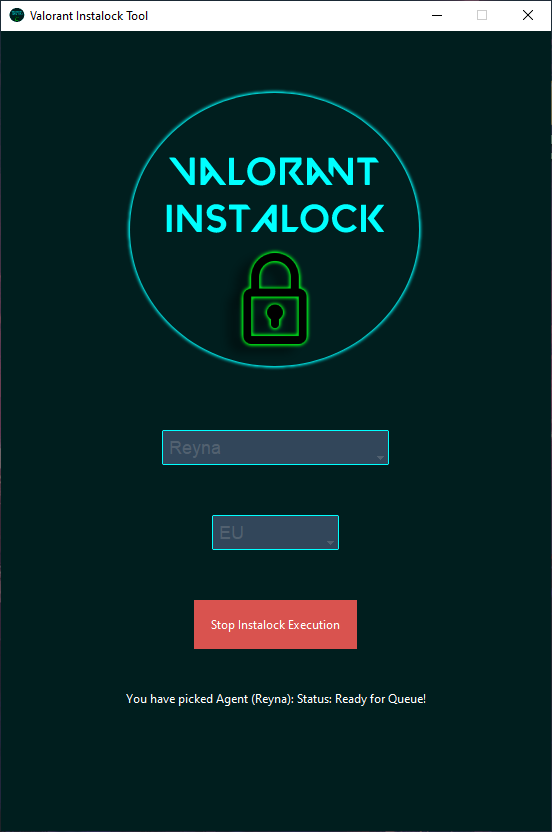 Valorant Instalock Tool
VALORANT
INSTALOCK
Reyna
EU
Stop Instalock Execution
You have picked Agent (Reyna): Status: Ready for Queue!